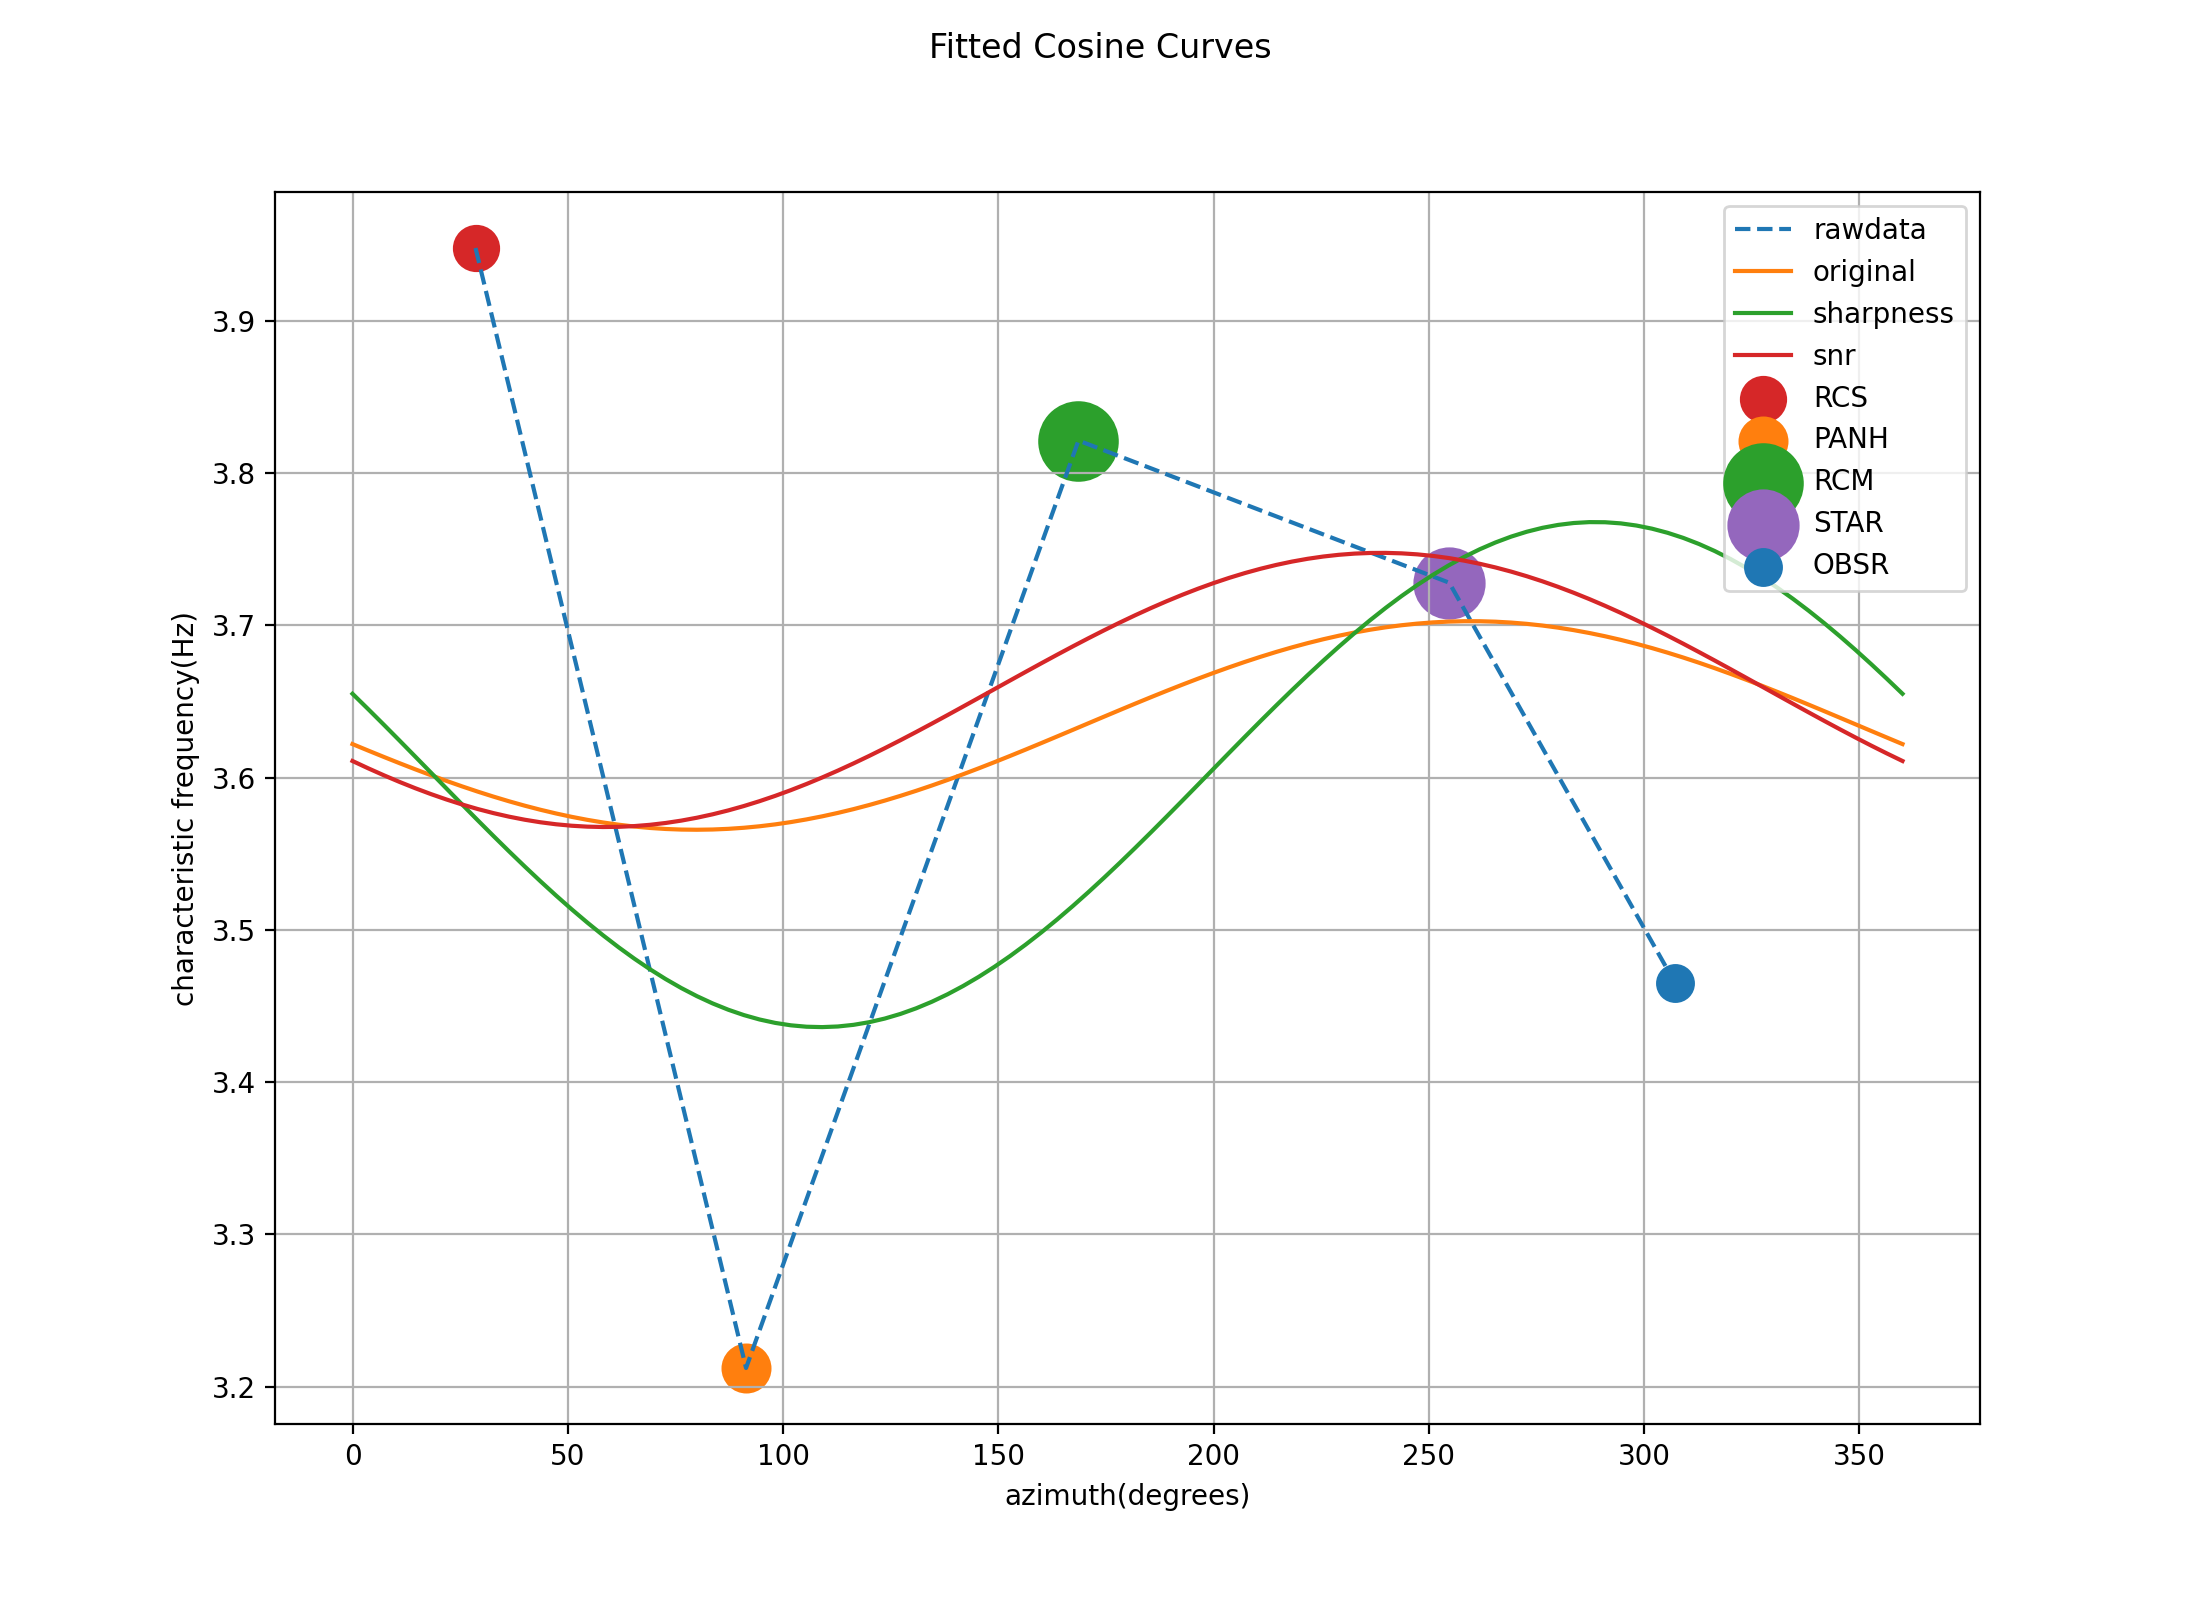 Fitted Cosine Curves
characteristic frequency(Hz)
3.9
3.8
3.7
3.6
3.5
3.4
3.3
3.2
rawdata
original
sharpness
snr
RCS
PANH
RCM
STAR
OBSR
0 50 100 150 200 250 300 350
azimuth(degrees)